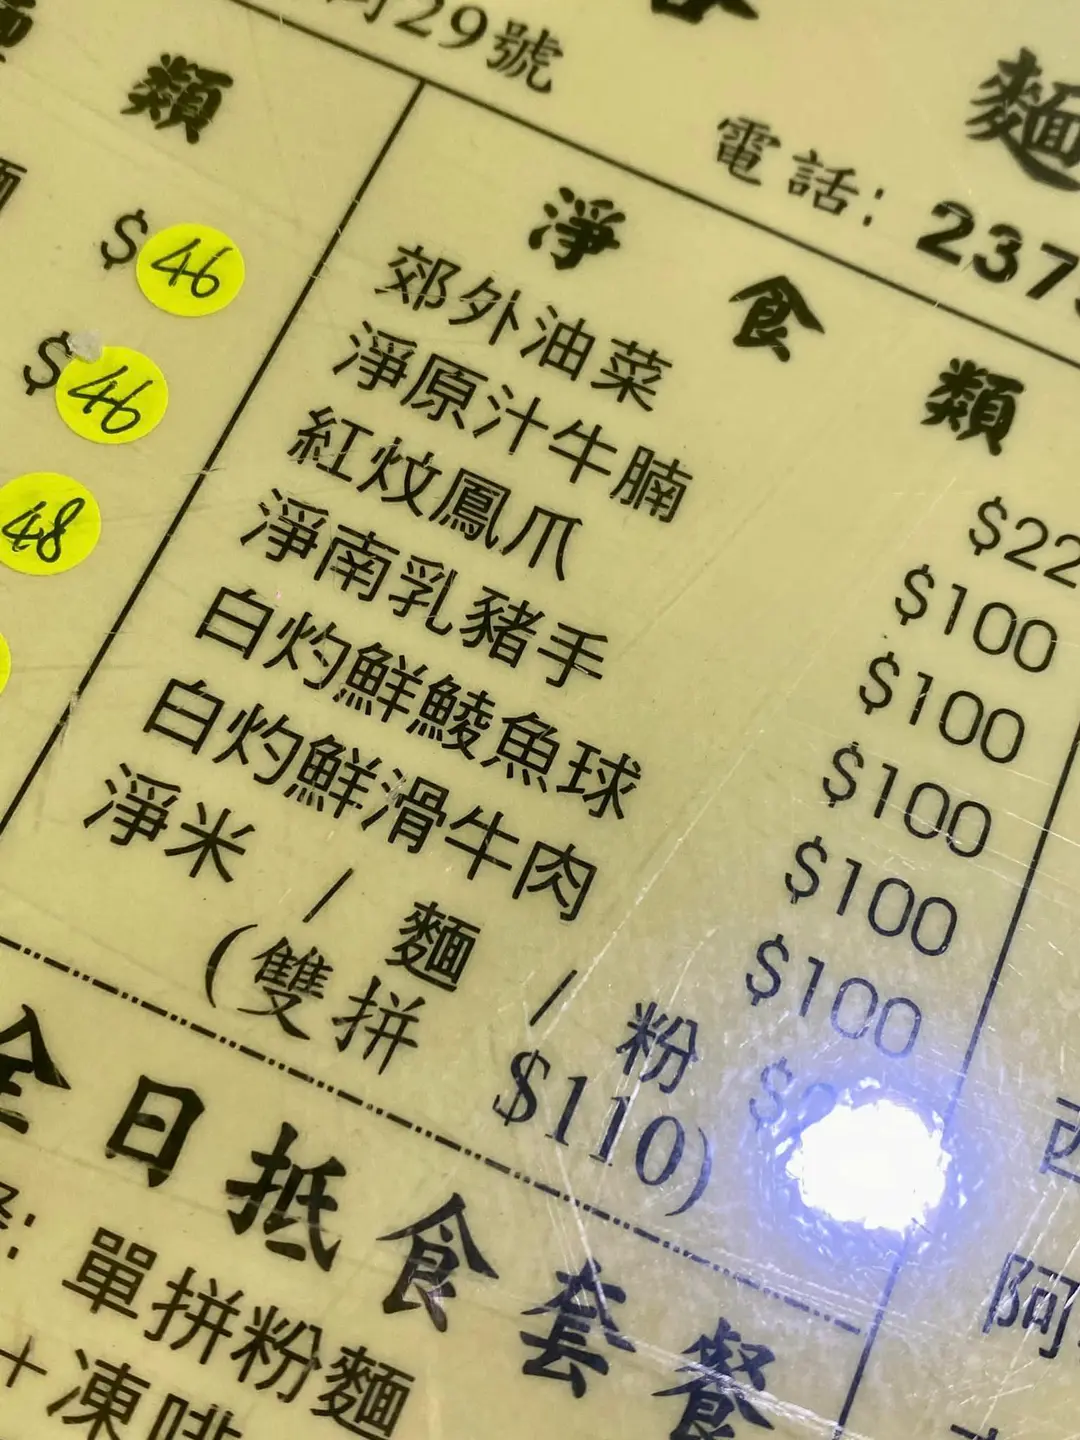 29號
麵
電話: 237
類
$46
$46
48
淨食類
郊外油菜 $22
淨原汁牛腩 $100
紅炆鳳爪 $100
淨南乳豬手 $100
白灼鮮鯪魚球 $100
白灼鮮滑牛肉 $100
淨米 / 麵 / 粉 $
(雙拼 $110)
全日抵食套餐
單拼粉麵
+凍啡
西
阿